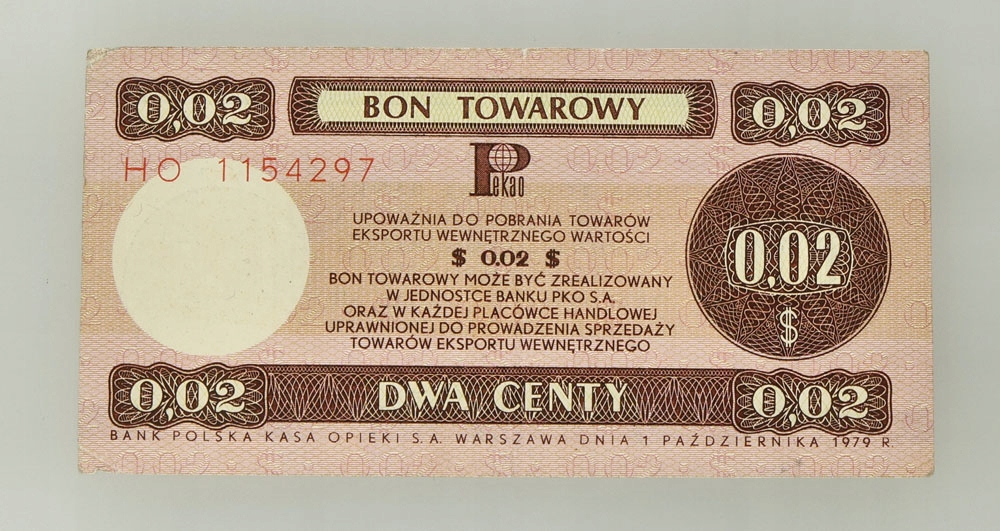 0,02 BON TOWAROWY 0,02
HO 1154297
Pekao
UPOWAŻNIA DO POBRANIA TOWARÓW
EKSPORTU WEWNĘTRZNEGO WARTOŚCI
$ 0.02 $
BON TOWAROWY MOŻE BYĆ ZREALIZOWANY
W JEDNOSTCE BANKU PKO S.A.
ORAZ W KAŻDEJ PLACÓWCE HANDLOWEJ
UPRAWNIONEJ DO PROWADZENIA SPRZEDAŻY
TOWARÓW EKSPORTU WEWNĘTRZNEGO
0,02
$
0,02 DWA CENTY 0,02
BANK POLSKA KASA OPIEKI S.A. WARSZAWA DNIA 1 PAŹDZIERNIKA 1979 R.